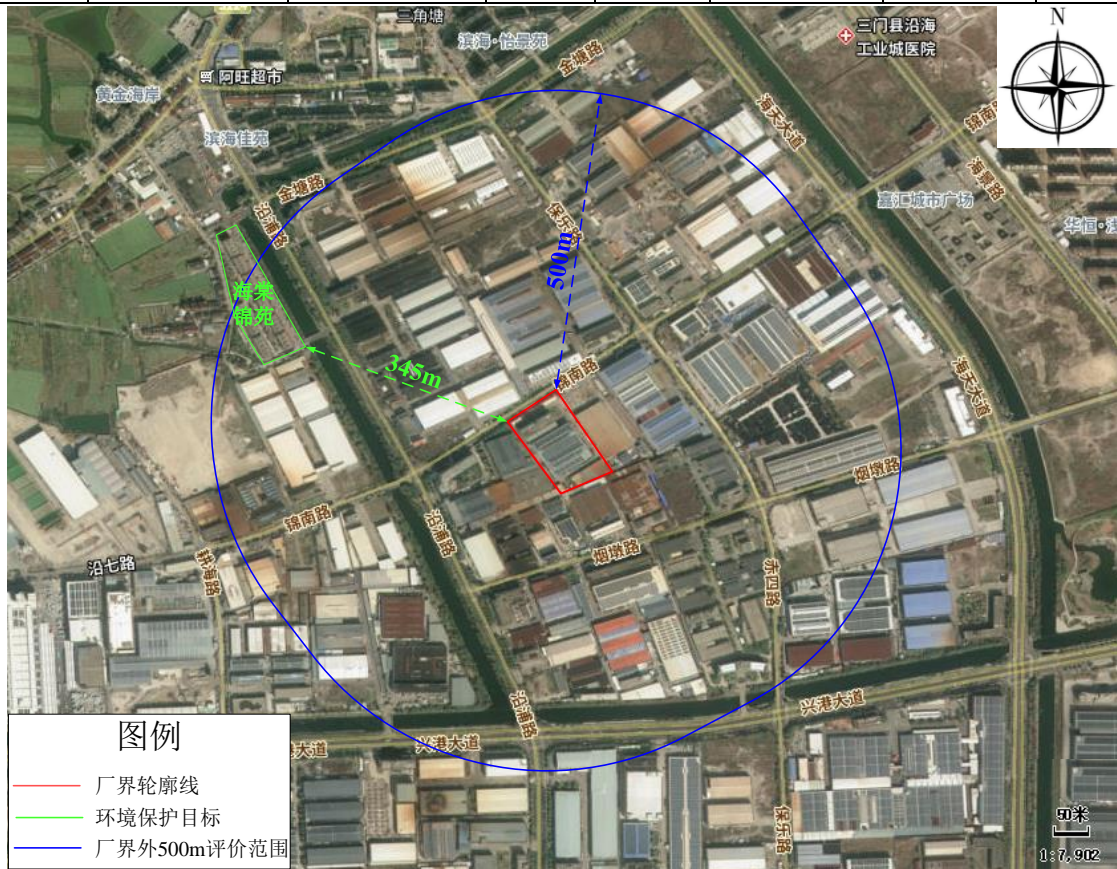 三角塘
滨海·怡景苑
三门县沿海
工业城医院
N
金塘路
阿旺超市
黄金海岸
海天大道
锦南路
滨海佳苑
海景路
金塘路
嘉汇城市广场
沿浦路
保乐路
华恒·浅
500m
海棠
锦苑
345m
锦南路
海天大道
烟墩路
锦南路
沿浦路
烟墩路
沿七路
耕海路
赤四路
沿浦路
兴港大道
兴港大道
港大道
保乐路
图例
厂界轮廓线
环境保护目标
厂界外500m评价范围
50米
1:7,902